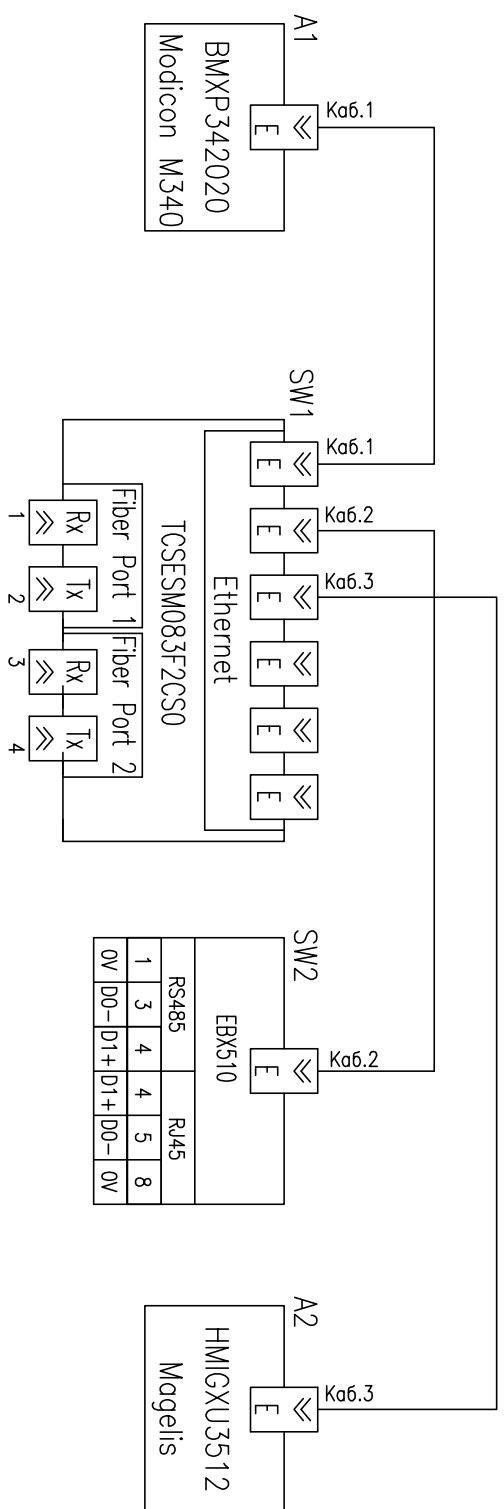 A1
Каб.1
E
BMXP342020
Modicon M340
SW1
Каб.1
Каб.2
Каб.3
E
E
E
E
E
E
Ethernet
TCSESM083F2CS0
Fiber Port 1
Fiber Port 2
Rx
Tx
Rx
Tx
1
2
3
4
SW2
Каб.2
E
EBX510
RS485
RJ45
1
3
4
4
5
8
0V
D0-
D1+
D1+
D0-
0V
A2
Каб.3
E
HMIGXU3512
Magelis